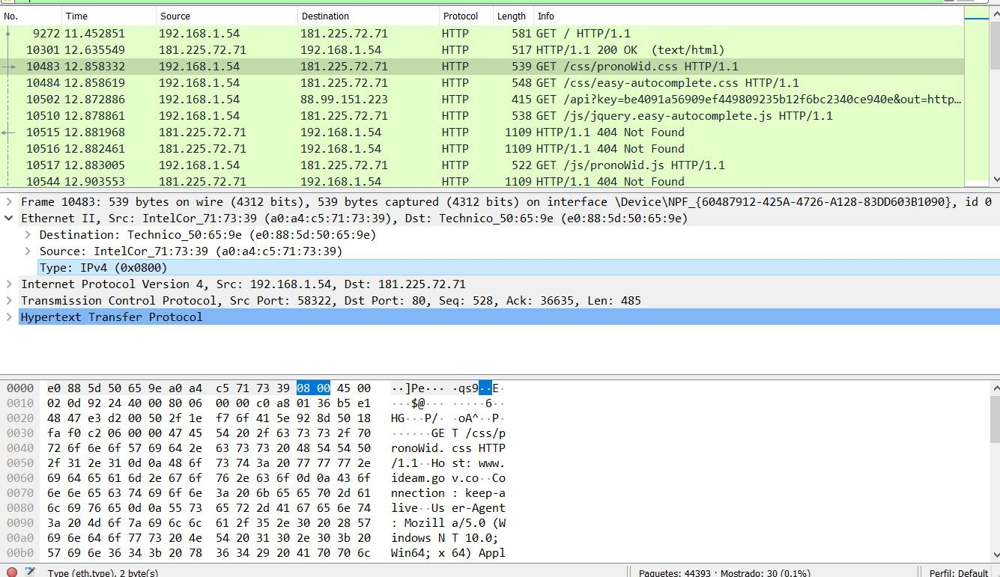 No. Time Source Destination Protocol Length Info
9272 11.452851 192.168.1.54 181.225.72.71 HTTP 581 GET / HTTP/1.1
10301 12.635549 181.225.72.71 192.168.1.54 HTTP 517 HTTP/1.1 200 OK (text/html)
10483 12.858332 192.168.1.54 181.225.72.71 HTTP 539 GET /css/pronoWid.css HTTP/1.1
10484 12.858619 192.168.1.54 181.225.72.71 HTTP 548 GET /css/easy-autocomplete.css HTTP/1.1
10502 12.872886 192.168.1.54 88.99.151.223 HTTP 415 GET /api?key=be4091a56909ef449809235b12f6bc2340ce940e&out=http…
10510 12.878861 192.168.1.54 181.225.72.71 HTTP 538 GET /js/jquery.easy-autocomplete.js HTTP/1.1
10515 12.881968 181.225.72.71 192.168.1.54 HTTP 1109 HTTP/1.1 404 Not Found
10516 12.882461 181.225.72.71 192.168.1.54 HTTP 1109 HTTP/1.1 404 Not Found
10517 12.883005 192.168.1.54 181.225.72.71 HTTP 522 GET /js/pronoWid.js HTTP/1.1
10544 12.903553 181.225.72.71 192.168.1.54 HTTP 1109 HTTP/1.1 404 Not Found
Frame 10483: 539 bytes on wire (4312 bits), 539 bytes captured (4312 bits) on interface \Device\NPF_{60487912-425A-4726-A128-83DD603B1090}, id 0
Ethernet II, Src: IntelCor_71:73:39 (a0:a4:c5:71:73:39), Dst: Technico_50:65:9e (e0:88:5d:50:65:9e)
Destination: Technico_50:65:9e (e0:88:5d:50:65:9e)
Source: IntelCor_71:73:39 (a0:a4:c5:71:73:39)
Type: IPv4 (0x0800)
Internet Protocol Version 4, Src: 192.168.1.54, Dst: 181.225.72.71
Transmission Control Protocol, Src Port: 58322, Dst Port: 80, Seq: 528, Ack: 36635, Len: 485
Hypertext Transfer Protocol
0000 e0 88 5d 50 65 9e a0 a4 c5 71 73 39 08 00 45 00 ··]Pe··· ·qs9··E·
0010 02 0d 92 24 40 00 80 06 00 00 c0 a8 01 36 b5 e1 ···$@··· ·····6··
0020 48 47 e3 d2 00 50 2f 1e f7 6f 41 5e 92 8d 50 18 HG···P/· ·oA^··P·
0030 fa f0 c2 06 00 00 47 45 54 20 2f 63 73 73 2f 70 ······GE T /css/p
0040 72 6f 6e 6f 57 69 64 2e 63 73 73 20 48 54 54 50 ronoWid. css HTTP
0050 2f 31 2e 31 0d 0a 48 6f 73 74 3a 20 77 77 77 2e /1.1··Ho st: www.
0060 69 64 65 61 6d 2e 67 6f 76 2e 63 6f 0d 0a 43 6f ideam.go v.co··Co
0070 6e 6e 65 63 74 69 6f 6e 3a 20 6b 65 65 70 2d 61 nnection : keep-a
0080 6c 69 76 65 0d 0a 55 73 65 72 2d 41 67 65 6e 74 live··Us er-Agent
0090 3a 20 4d 6f 7a 69 6c 6c 61 2f 35 2e 30 20 28 57 : Mozill a/5.0 (W
00a0 69 6e 64 6f 77 73 20 4e 54 20 31 30 2e 30 3b 20 indows N T 10.0;
00b0 57 69 6e 36 34 3b 20 78 36 34 29 20 41 70 70 6c Win64; x 64) Appl
Type (eth.type), 2 byte(s) Paquetes: 44393 · Mostrado: 30 (0.1%) Perfil: Default